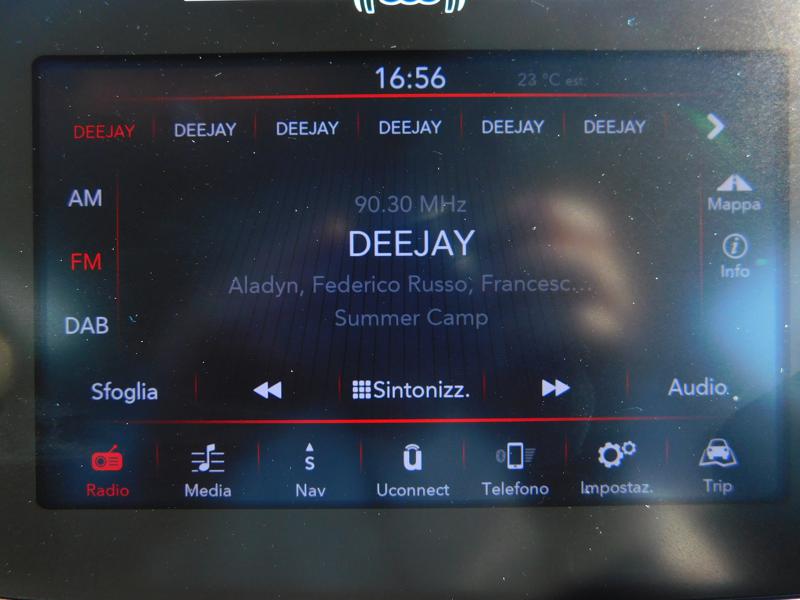 16:56 23 °C est.
DEEJAY DEEJAY DEEJAY DEEJAY DEEJAY DEEJAY
AM
90.30 MHz
Mappa
DEEJAY
FM
Info
Aladyn, Federico Russo, Francesc...
DAB
Summer Camp
Sfoglia Sintonizz. Audio
S u
Radio Media Nav Uconnect Telefono Impostaz. Trip